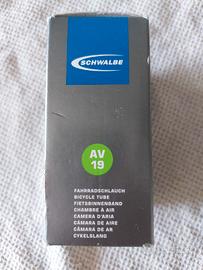 SCHWALBE
AV
19
FAHRRADSCHLAUCH
BICYCLE TUBE
FIETSBINNENBAND
CHAMBRE À AIR
CAMERA D'ARIA
CÁMARA DE AIRE
CÂMARA DE AR
CYKELSLANG